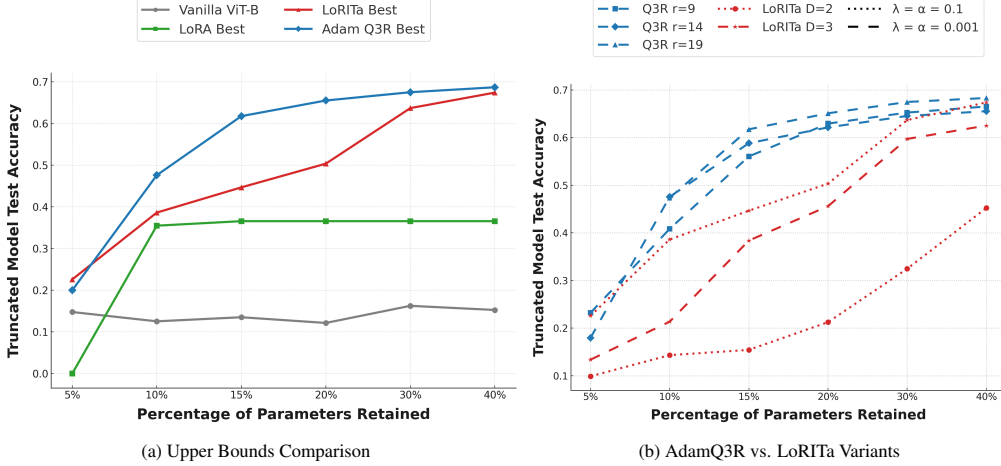 Vanilla ViT-B
LoRITa Best
LoRA Best
Adam Q3R Best
Truncated Model Test Accuracy
0.7
0.6
0.5
0.4
0.3
0.2
0.1
0.0
5%
10%
15%
20%
30%
40%
Percentage of Parameters Retained
(a) Upper Bounds Comparison
Q3R r=9
LoRITa D=2
λ = α = 0.1
Q3R r=14
LoRITa D=3
λ = α = 0.001
Q3R r=19
Truncated Model Test Accuracy
0.7
0.6
0.5
0.4
0.3
0.2
0.1
5%
10%
15%
20%
30%
40%
Percentage of Parameters Retained
(b) AdamQ3R vs. LoRITa Variants